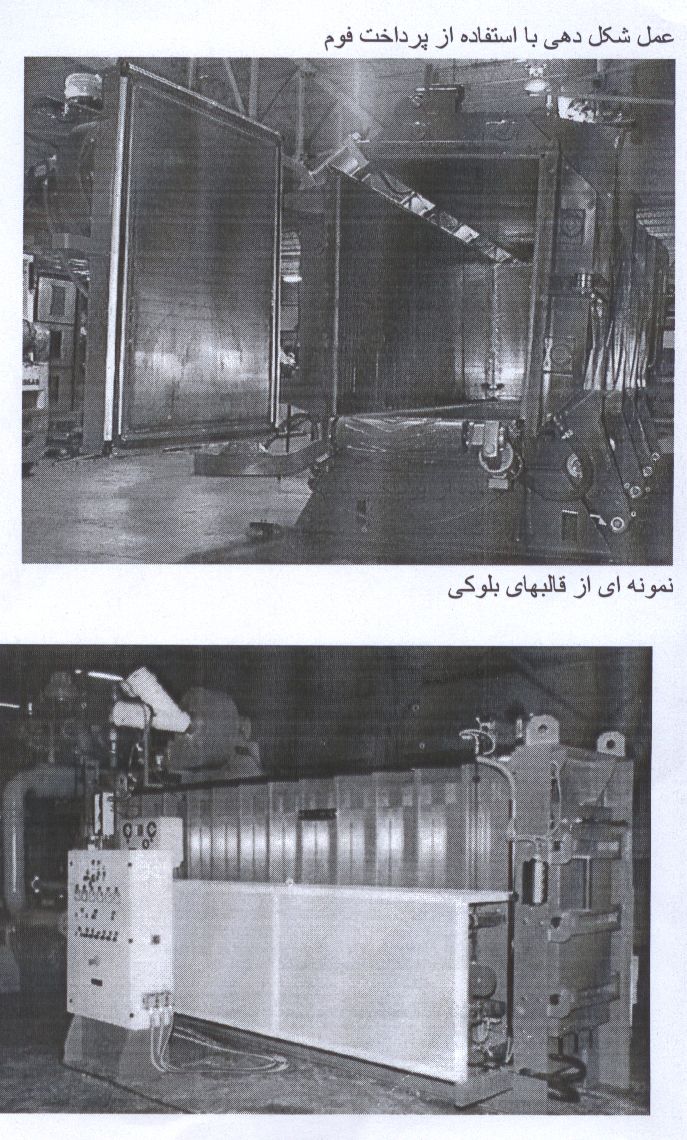 عمل شکل دهی با استفاده از پرداخت فوم
نمونه ای از قالبهای بلوکی